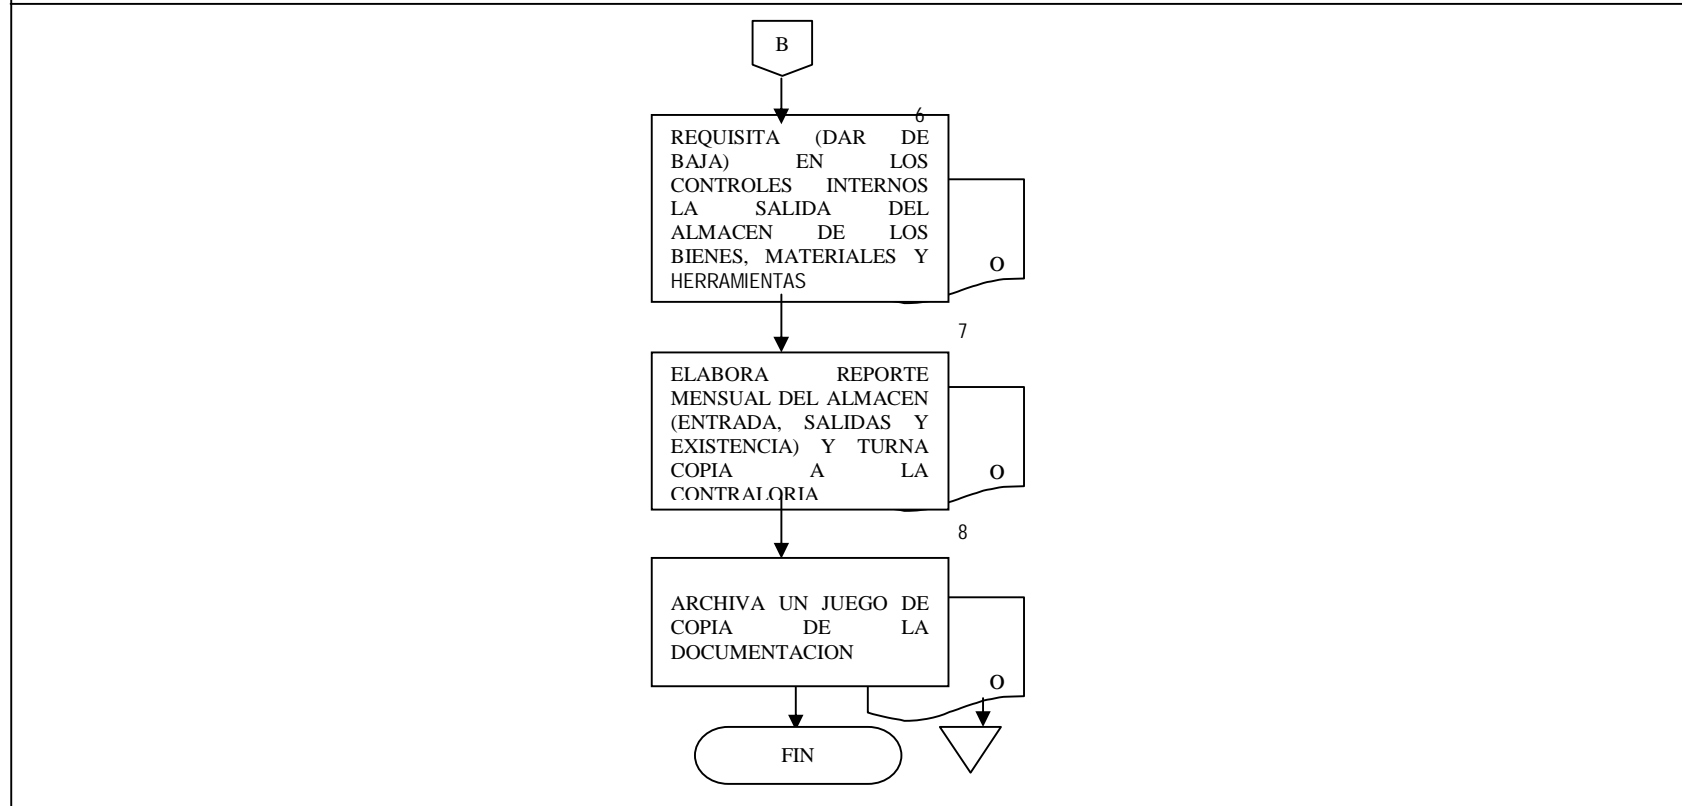 B
6
REQUISITA (DAR DE
BAJA) EN LOS
CONTROLES INTERNOS
LA SALIDA DEL
ALMACEN DE LOS
BIENES, MATERIALES Y
HERRAMIENTAS
O
7
ELABORA REPORTE
MENSUAL DEL ALMACEN
(ENTRADA, SALIDAS Y
EXISTENCIA) Y TURNA
COPIA A LA
CONTRALORIA
O
8
ARCHIVA UN JUEGO DE
COPIA DE LA
DOCUMENTACION
O
FIN